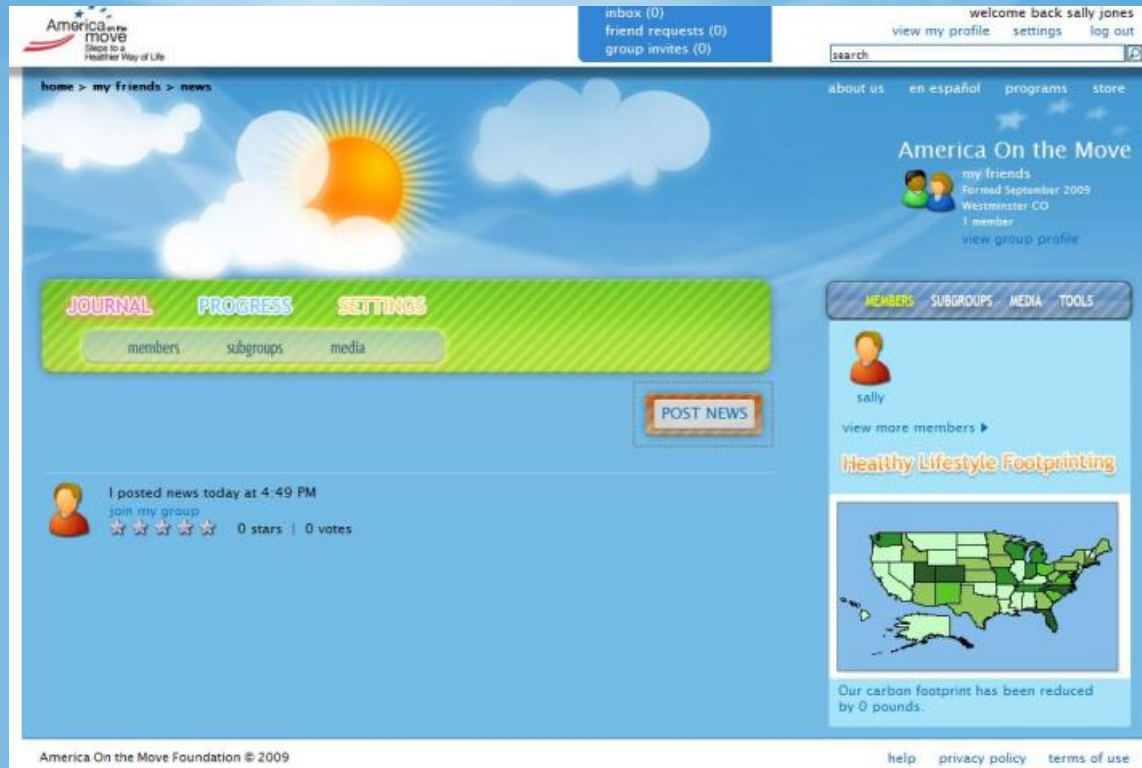 America on the
move
Steps to a
Healthier Way of Life
inbox (0)
friend requests (0)
group invites (0)
welcome back sally jones
view my profile settings log out
search
home > my friends > news
about us en español programs store
America On the Move
my friends
Formed September 2009
Westminster CO
1 member
view group profile
JOURNAL PROGRESS SETTINGS
members subgroups media
MEMBERS SUBGROUPS MEDIA TOOLS
POST NEWS
sally
view more members
Healthy Lifestyle Footprinting
I posted news today at 4:49 PM
join my group
0 stars | 0 votes
Our carbon footprint has been reduced
by 0 pounds.
America On the Move Foundation © 2009
help privacy policy terms of use